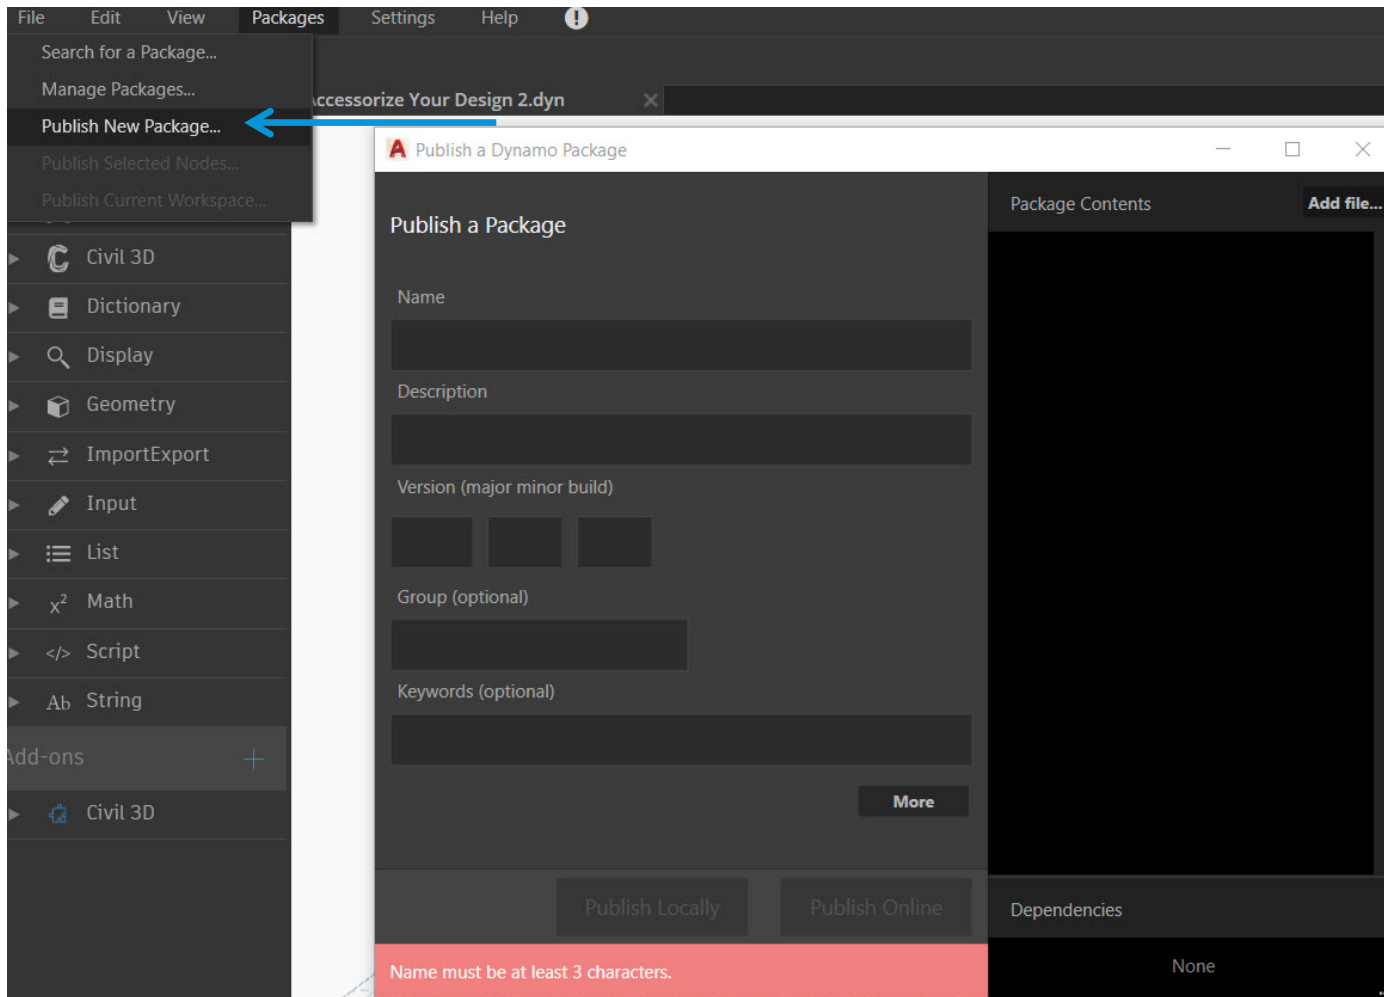 File Edit View Packages Settings Help
Search for a Package...
Manage Packages...
Publish New Package...
Publish Selected Nodes...
Publish Current Workspace...
ccessorize Your Design 2.dyn
Civil 3D
Dictionary
Display
Geometry
ImportExport
Input
List
x² Math
</> Script
Ab String
Add-ons
Civil 3D
A Publish a Dynamo Package
Publish a Package
Name
Description
Version (major minor build)
Group (optional)
Keywords (optional)
More
Publish Locally Publish Online
Name must be at least 3 characters.
Package Contents Add file...
Dependencies
None